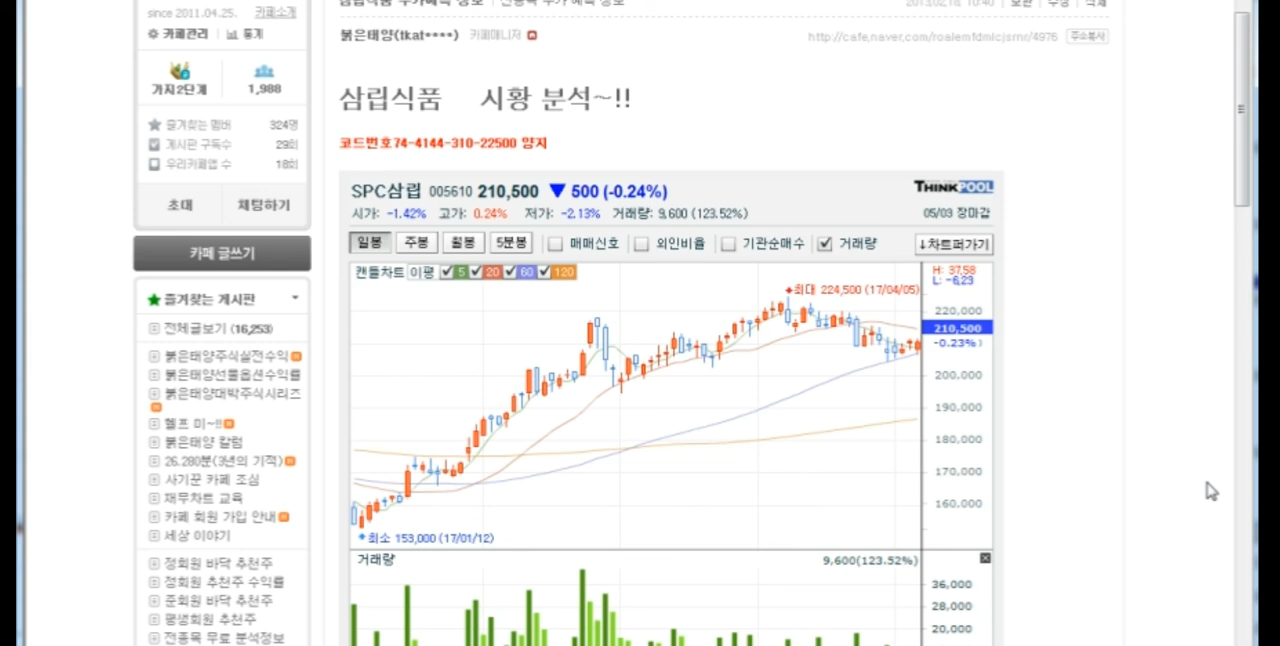 since 2011.04.25. 카페소개
카페관리 통계
가지2단계 1,988
즐겨찾는 멤버 324명
게시판 구독수 29회
우리카페앱 수 18회
초대 채팅하기
카페 글쓰기
즐겨찾는 게시판
전체글보기 (16,253)
붉은태양주식실전수익
붉은태양선물옵션수익률
붉은태양대박주식시리즈
헬프 미~!!
붉은태양 칼럼
26.280분(3년의 기적)
사기꾼 카페 조심
재무차트 교육
카페 회원 가입 안내
세상 이야기
정회원 바닥 추천주
정회원 추천주 수익률
준회원 바닥 추천주
평생회원 추천주
전종목 무료 분석정보
붉은태양(tkat****) 카페매니저
http://cafe.naver.com/roalemfdmlcjsrnr/4976 주소복사
삼립식품 시황 분석~!!
코드번호74-4144-310-22500 양지
SPC삼립 005610 210,500 ▼ 500 (-0.24%)
THINKPOOL
시가: -1.42% 고가: 0.24% 저가: -2.13% 거래량: 9,600 (123.52%)
05/03 장마감
일봉 주봉 월봉 5분봉 매매신호 외인비율 기관순매수 거래량 ↓차트퍼가기
캔들차트 이평 5 20 60 120
H: 37.58
L: -6.23
최대 224,500 (17/04/05)
220,000
210,500
-0.23%
200,000
190,000
180,000
170,000
160,000
최소 153,000 (17/01/12)
거래량 9,600(123.52%)
36,000
28,000
20,000